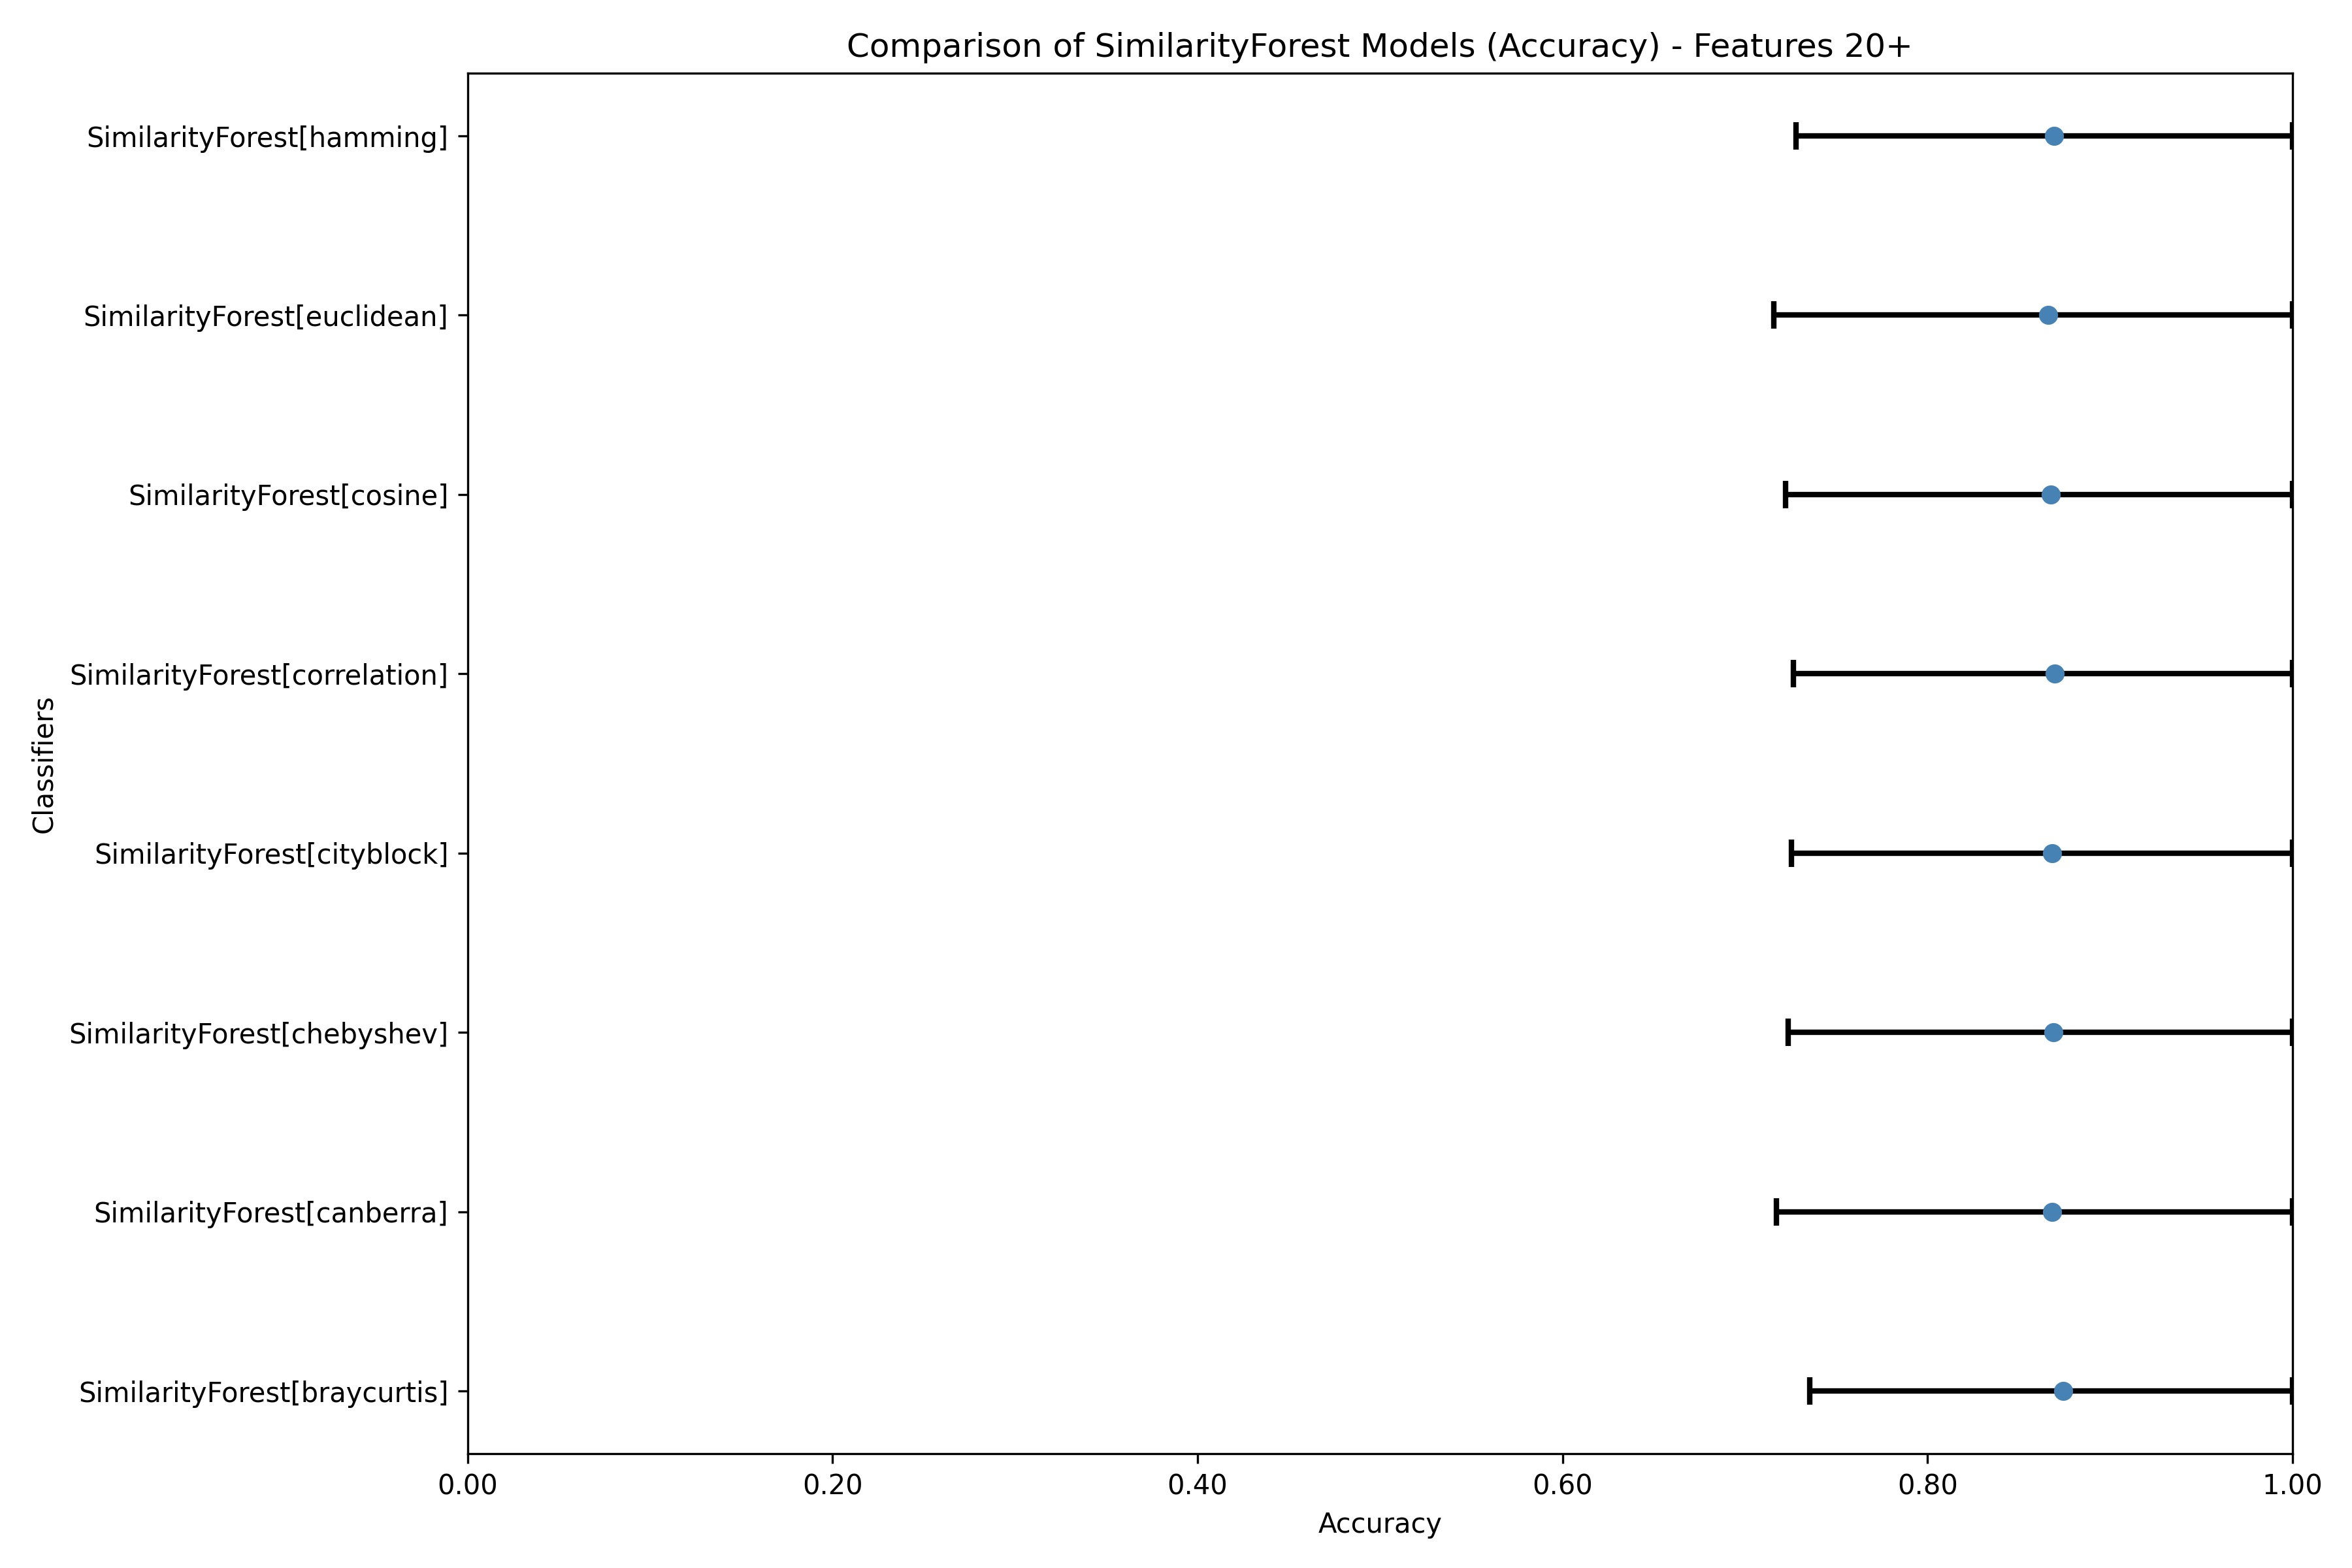 Comparison of SimilarityForest Models (Accuracy) - Features 20+
SimilarityForest[hamming]
SimilarityForest[euclidean]
SimilarityForest[cosine]
SimilarityForest[correlation]
SimilarityForest[cityblock]
SimilarityForest[chebyshev]
SimilarityForest[canberra]
SimilarityForest[braycurtis]
Classifiers
0.00 0.20 0.40 0.60 0.80 1.00
Accuracy